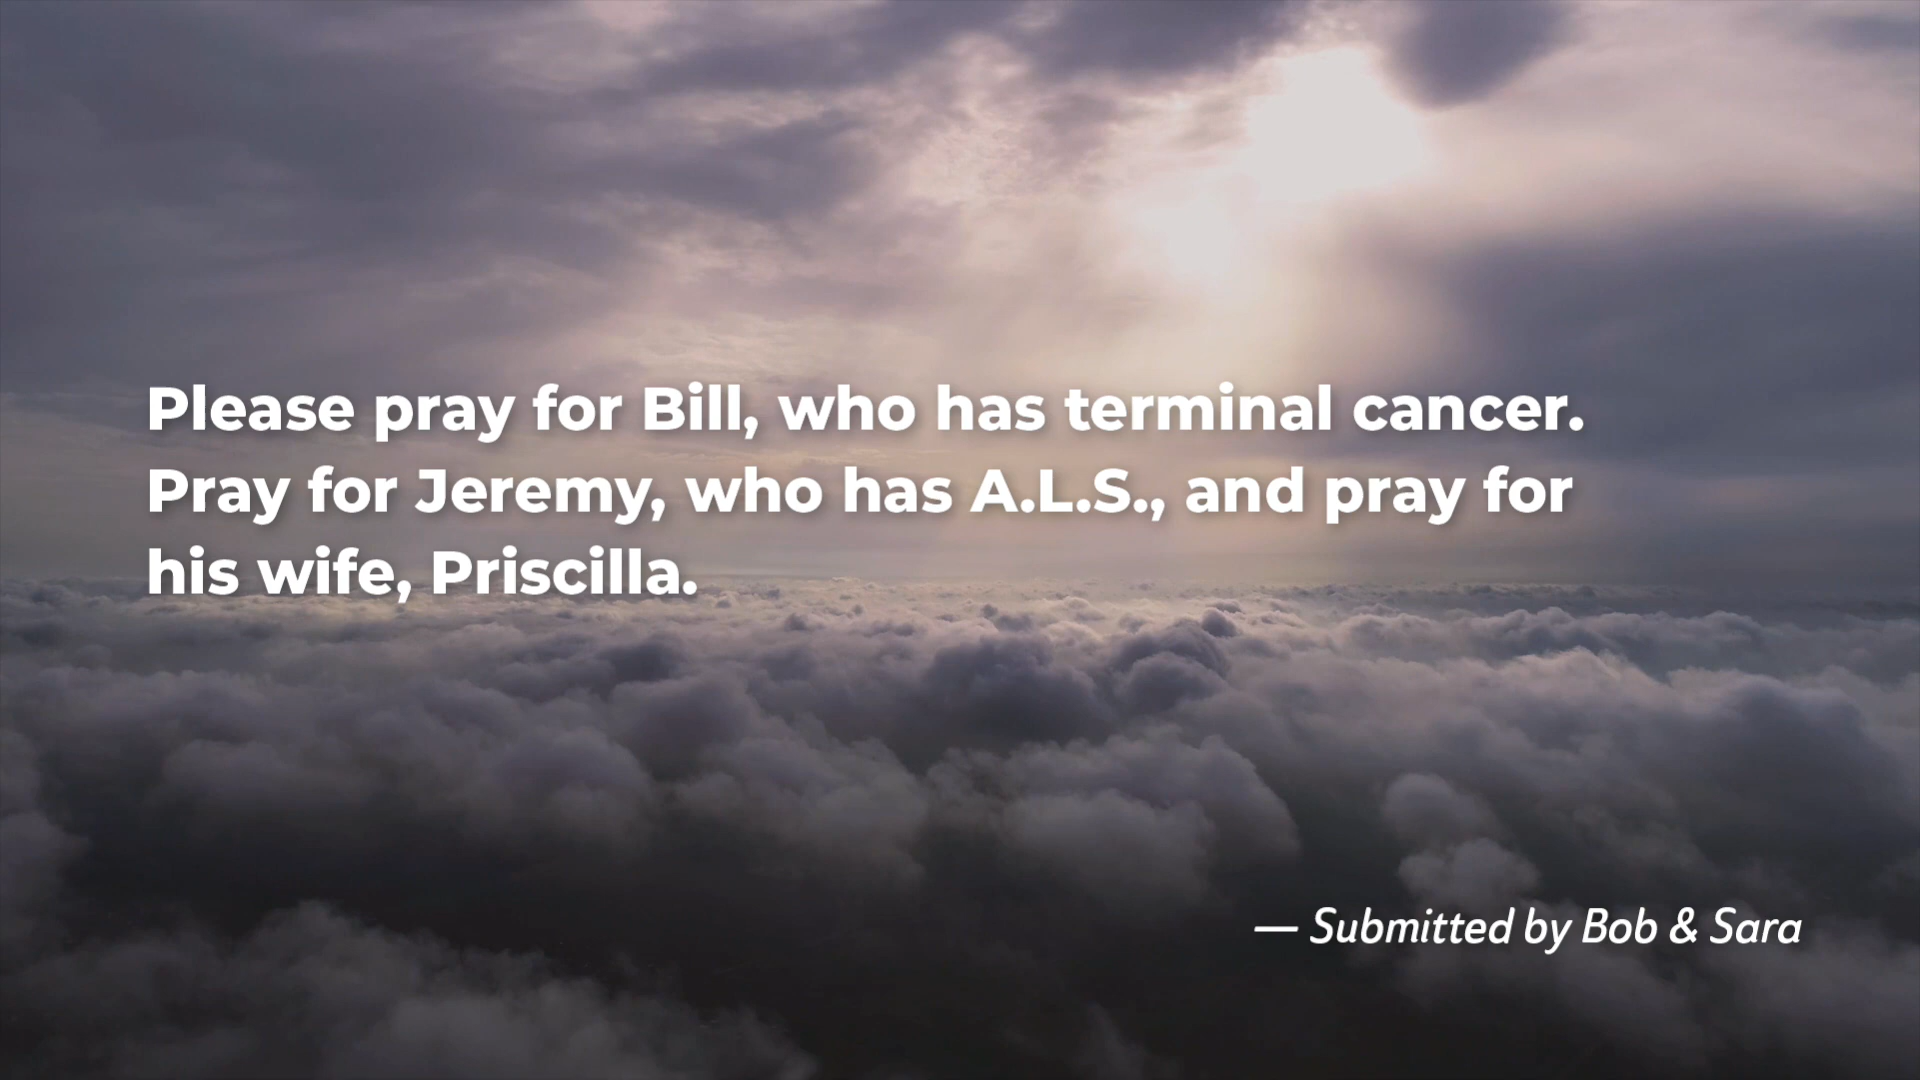 Please pray for Bill, who has terminal cancer.
Pray for Jeremy, who has A.L.S., and pray for
his wife, Priscilla.
— Submitted by Bob & Sara